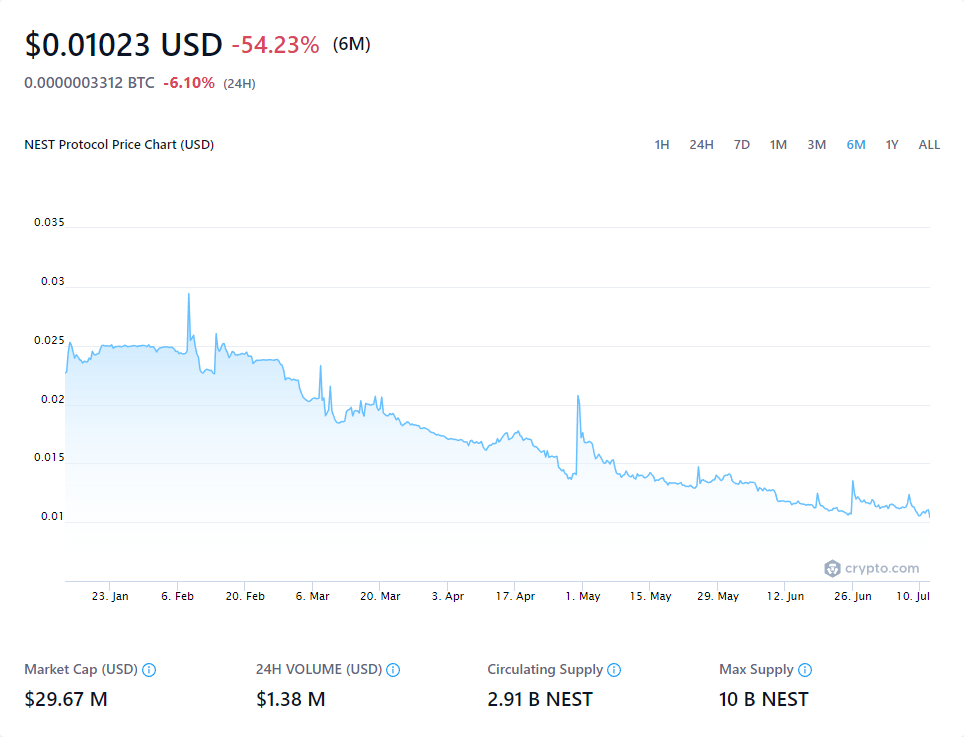 $0.01023 USD -54.23% (6M)
0.0000003312 BTC -6.10% (24H)
NEST Protocol Price Chart (USD) 1H 24H 7D 1M 3M 6M 1Y ALL
0.035
0.03
0.025
0.02
0.015
0.01
crypto.com
23. Jan 6. Feb 20. Feb 6. Mar 20. Mar 3. Apr 17. Apr 1. May 15. May 29. May 12. Jun 26. Jun 10. Jul
Market Cap (USD) 24H VOLUME (USD) Circulating Supply Max Supply
$29.67 M $1.38 M 2.91 B NEST 10 B NEST